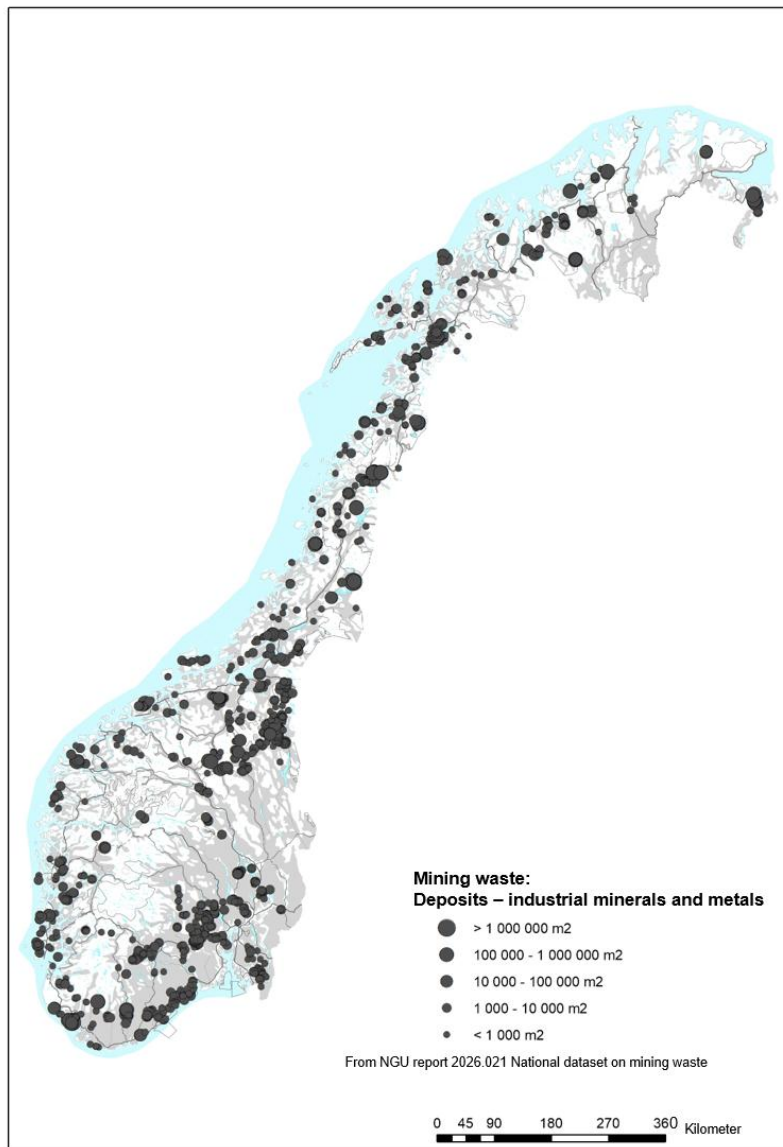 Mining waste:
Deposits – industrial minerals and metals
> 1 000 000 m2
100 000 - 1 000 000 m2
10 000 - 100 000 m2
1 000 - 10 000 m2
< 1 000 m2
From NGU report 2026.021 National dataset on mining waste
0 45 90 180 270 360 Kilometer